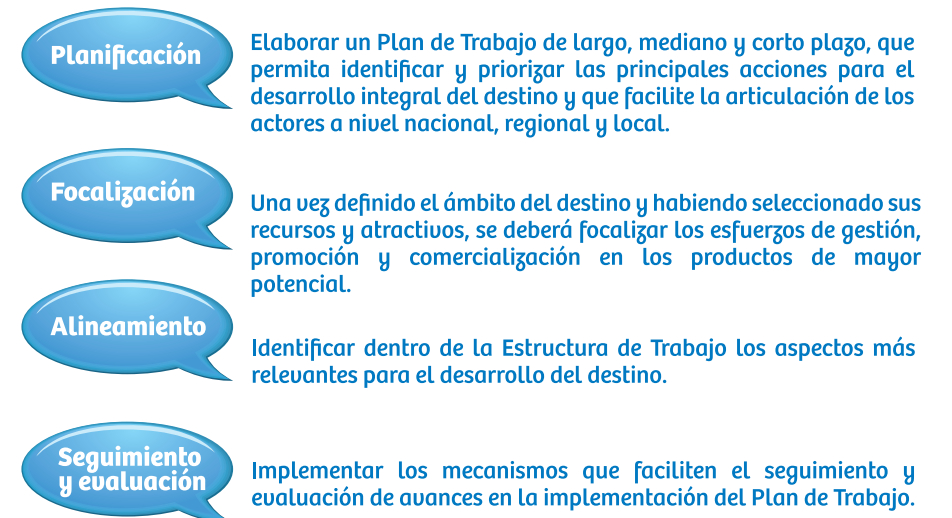 Planificación
Elaborar un Plan de Trabajo de largo, mediano y corto plazo, que
permita identificar y priorizar las principales acciones para el
desarrollo integral del destino y que facilite la articulación de los
actores a nivel nacional, regional y local.
Focalización
Una vez definido el ámbito del destino y habiendo seleccionado sus
recursos y atractivos, se deberá focalizar los esfuerzos de gestión,
promoción y comercialización en los productos de mayor
potencial.
Alineamiento
Identificar dentro de la Estructura de Trabajo los aspectos más
relevantes para el desarrollo del destino.
Seguimiento
y evaluación
Implementar los mecanismos que faciliten el seguimiento y
evaluación de avances en la implementación del Plan de Trabajo.